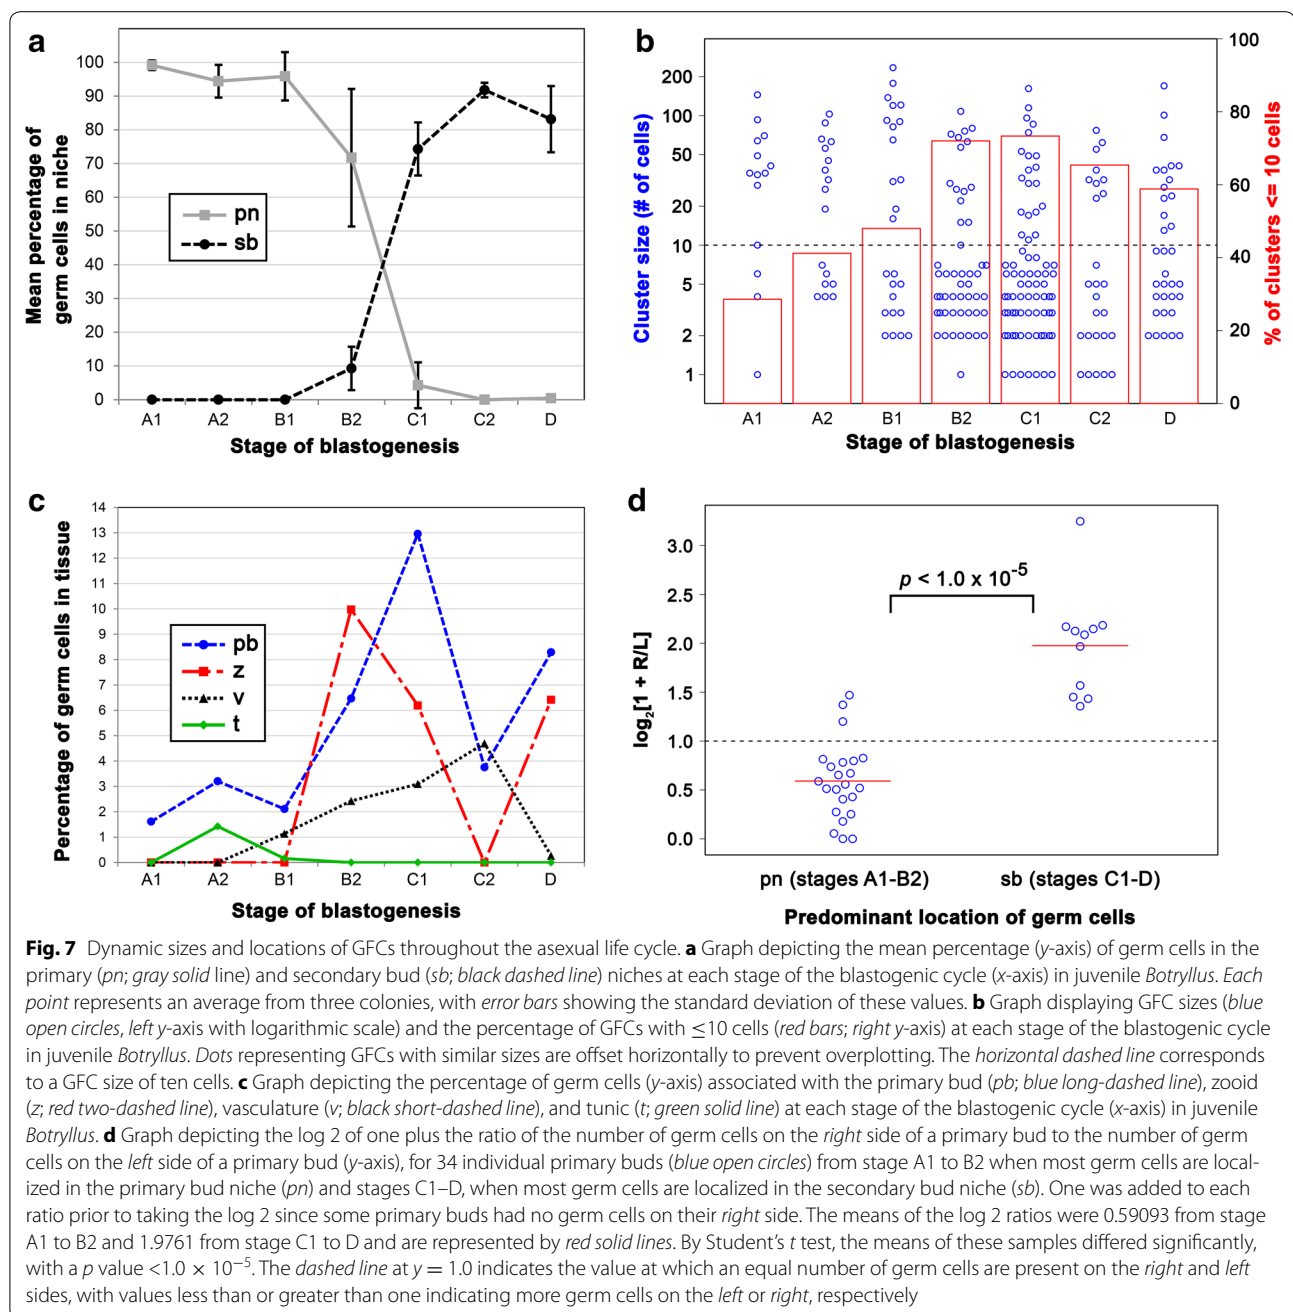 a
100
90
80
70
60
50
40
30
20
10
0
Mean percentage of
germ cells in niche
pn
sb
A1 A2 B1 B2 C1 C2 D
Stage of blastogenesis
b
200
100
50
20
10
5
2
1
Cluster size (# of cells)
100
80
60
40
20
0
% of clusters <= 10 cells
A1 A2 B1 B2 C1 C2 D
Stage of blastogenesis
c
14
13
12
11
10
9
8
7
6
5
4
3
2
1
0
Percentage of germ cells in tissue
pb
z
v
t
A1 A2 B1 B2 C1 C2 D
Stage of blastogenesis
d
3.0
2.5
2.0
1.5
1.0
0.5
0.0
log₂[1 + R/L]
p < 1.0 x 10⁻⁵
pn (stages A1-B2) sb (stages C1-D)
Predominant location of germ cells
Fig. 7 Dynamic sizes and locations of GFCs throughout the asexual life cycle. a Graph depicting the mean percentage (y-axis) of germ cells in the
primary (pn; gray solid line) and secondary bud (sb; black dashed line) niches at each stage of the blastogenic cycle (x-axis) in juvenile Botryllus. Each
point represents an average from three colonies, with error bars showing the standard deviation of these values. b Graph displaying GFC sizes (blue
open circles, left y-axis with logarithmic scale) and the percentage of GFCs with ≤10 cells (red bars; right y-axis) at each stage of the blastogenic cycle
in juvenile Botryllus. Dots representing GFCs with similar sizes are offset horizontally to prevent overplotting. The horizontal dashed line corresponds
to a GFC size of ten cells. c Graph depicting the percentage of germ cells (y-axis) associated with the primary bud (pb; blue long-dashed line), zooid
(z; red two-dashed line), vasculature (v; black short-dashed line), and tunic (t; green solid line) at each stage of the blastogenic cycle (x-axis) in juvenile
Botryllus. d Graph depicting the log 2 of one plus the ratio of the number of germ cells on the right side of a primary bud to the number of germ
cells on the left side of a primary bud (y-axis), for 34 individual primary buds (blue open circles) from stage A1 to B2 when most germ cells are local-
ized in the primary bud niche (pn) and stages C1–D, when most germ cells are localized in the secondary bud niche (sb). One was added to each
ratio prior to taking the log 2 since some primary buds had no germ cells on their right side. The means of the log 2 ratios were 0.59093 from stage
A1 to B2 and 1.9761 from stage C1 to D and are represented by red solid lines. By Student's t test, the means of these samples differed significantly,
with a p value <1.0 × 10⁻⁵. The dashed line at y = 1.0 indicates the value at which an equal number of germ cells are present on the right and left
sides, with values less than or greater than one indicating more germ cells on the left or right, respectively